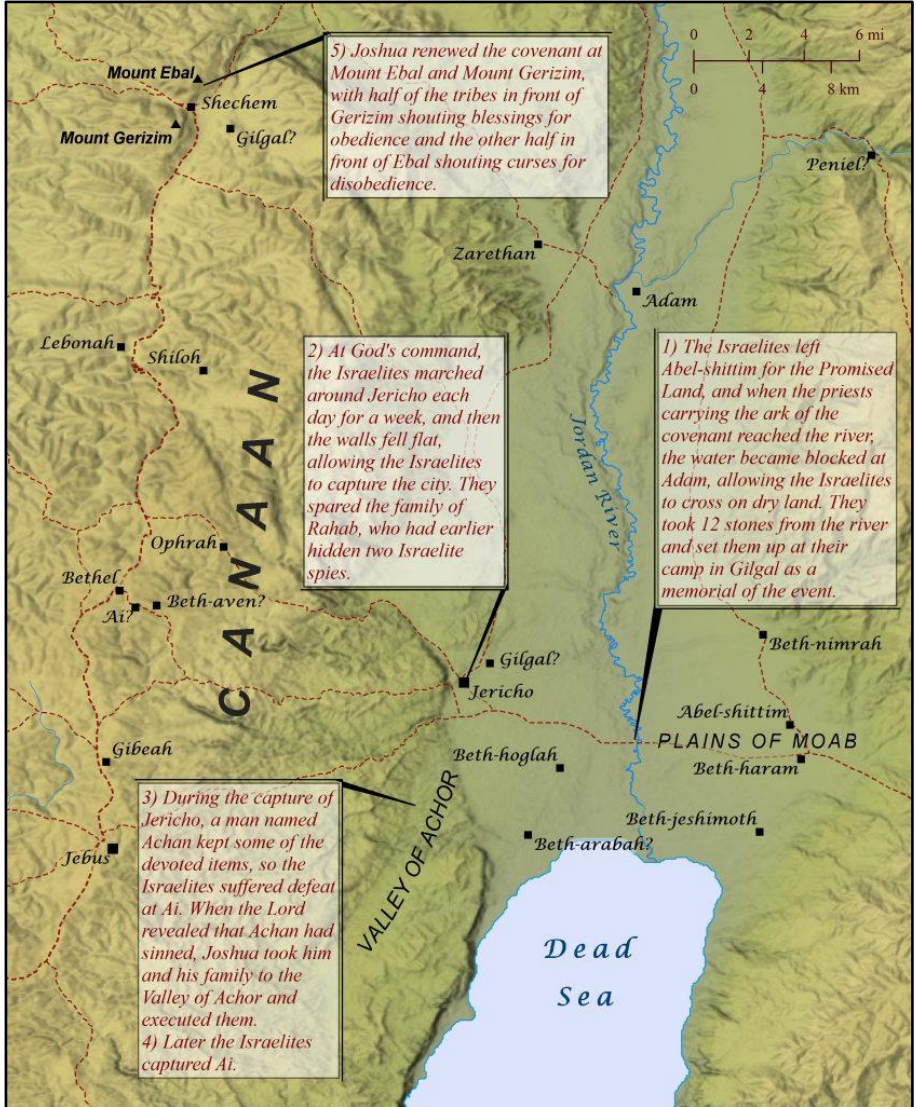 0 2 4 6 mi
0 4 8 km
Mount Ebal
Shechem
Mount Gerizim
Gilgal?
5) Joshua renewed the covenant at
Mount Ebal and Mount Gerizim,
with half of the tribes in front of
Gerizim shouting blessings for
obedience and the other half in
front of Ebal shouting curses for
disobedience.
Peniel?
Zarethan
Adam
Lebonah
Shiloh
CANAAN
2) At God's command,
the Israelites marched
around Jericho each
day for a week, and then
the walls fell flat,
allowing the Israelites
to capture the city. They
spared the family of
Rahab, who had earlier
hidden two Israelite
spies.
Jordan River
1) The Israelites left
Abel-shittim for the Promised
Land, and when the priests
carrying the ark of the
covenant reached the river,
the water became blocked at
Adam, allowing the Israelites
to cross on dry land. They
took 12 stones from the river
and set them up at their
camp in Gilgal as a
memorial of the event.
Ophrah
Bethel
Ai?
Beth-aven?
Beth-nimrah
Gilgal?
Jericho
Abel-shittim
PLAINS OF MOAB
Gibeah
Beth-hoglah
Beth-haram
VALLEY OF ACHOR
3) During the capture of
Jericho, a man named
Achan kept some of the
devoted items, so the
Israelites suffered defeat
at Ai. When the Lord
revealed that Achan had
sinned, Joshua took him
and his family to the
Valley of Achor and
executed them.
4) Later the Israelites
captured Ai.
Jebus
Beth-jeshimoth
Beth-arabah?
Dead
Sea